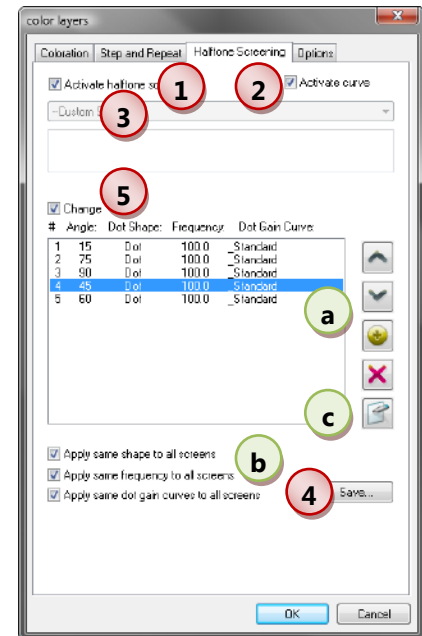 color layers
Coloration Step and Repeat Halftone Screening Options
Activate halftone sc 1 2 Activate curve
--Custom 3
5
Change
# Angle: Dot Shape: Frequency: Dot Gain Curve:
1 15 Dot 100.0 _Standard
2 75 Dot 100.0 _Standard
3 90 Dot 100.0 _Standard
4 45 Dot 100.0 _Standard
5 60 Dot 100.0 _Standard
a
c
Apply same shape to all screens
b
Apply same frequency to all screens
Apply same dot gain curves to all screens
4 Save...
OK Cancel